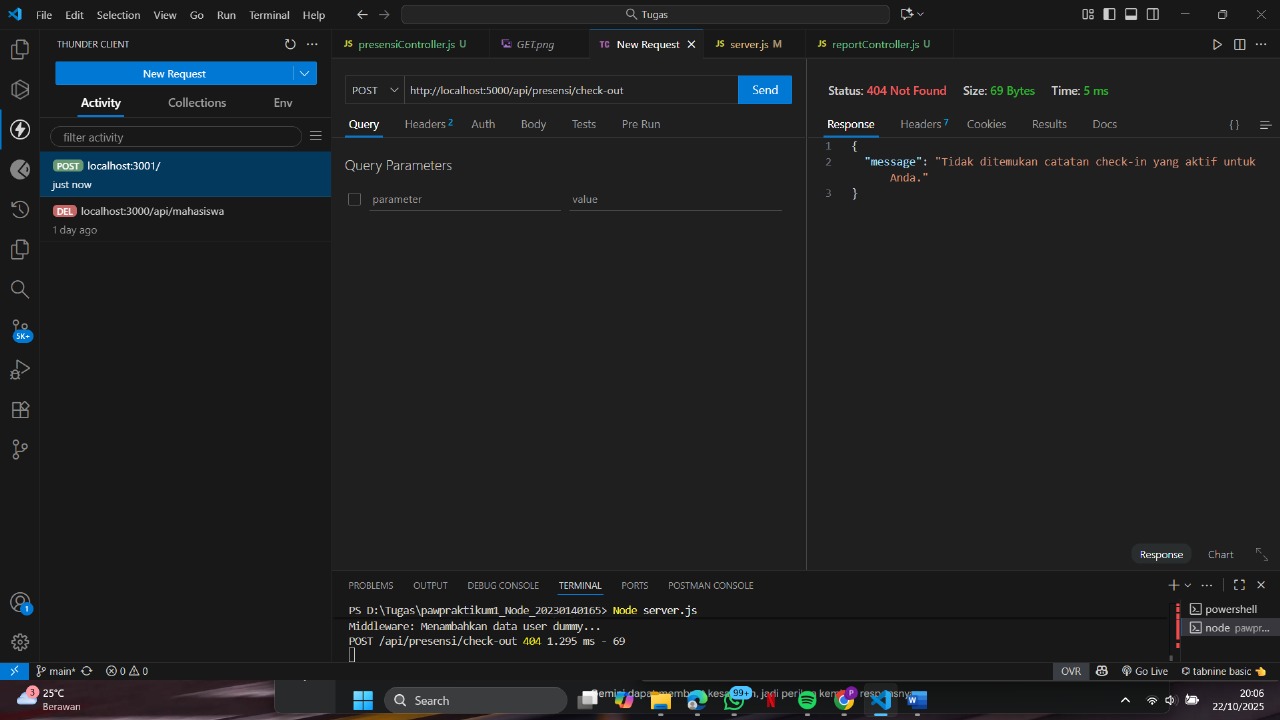 File Edit Selection View Go Run Terminal Help
Tugas
THUNDER CLIENT
New Request
Activity Collections Env
filter activity
POST localhost:3001/
just now
DEL localhost:3000/api/mahasiswa
1 day ago
5K+
1
JS presensiController.js U
GET.png
TC New Request
JS server.js M
JS reportController.js U
POST http://localhost:5000/api/presensi/check-out Send
Query Headers 2 Auth Body Tests Pre Run
Query Parameters
parameter value
Status: 404 Not Found Size: 69 Bytes Time: 5 ms
Response Headers 7 Cookies Results Docs { }
1 {
2 "message": "Tidak ditemukan catatan check-in yang aktif untuk
Anda."
3 }
Response Chart
PROBLEMS OUTPUT DEBUG CONSOLE TERMINAL PORTS POSTMAN CONSOLE
PS D:\Tugas\pawpraktikum1_Node_20230140165> Node server.js
Middleware: Menambahkan data user dummy...
POST /api/presensi/check-out 404 1.295 ms - 69
powershell
node pawpr...
main* 0 0
OVR Go Live tabnine basic
3 25°C
Berawan
Search
99+
P
20:06
22/10/2025